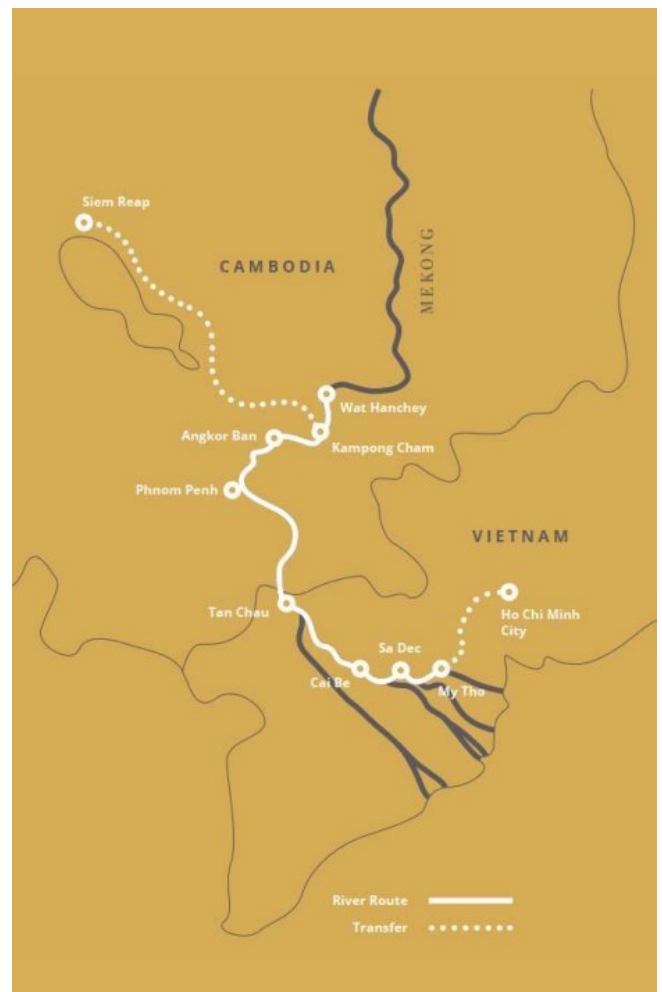 Siem Reap
CAMBODIA
MEKONG
Wat Hanchey
Angkor Ban
Kampong Cham
Phnom Penh
VIETNAM
Tan Chau
Ho Chi Minh
City
Sa Dec
Cai Be
My Tho
River Route
Transfer